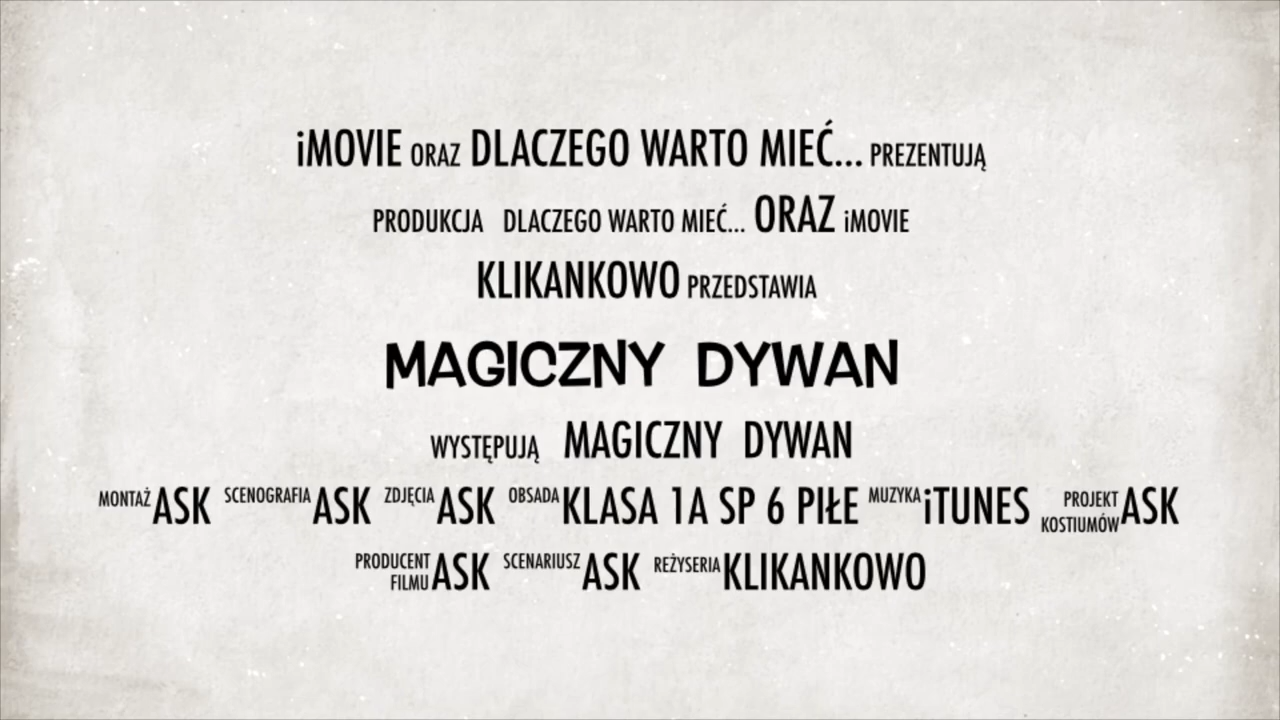 iMOVIE ORAZ DLACZEGO WARTO MIEĆ... PREZENTUJĄ
PRODUKCJA DLACZEGO WARTO MIEĆ... ORAZ iMOVIE
KLIKANKOWO PRZEDSTAWIA
MAGICZNY DYWAN
WYSTĘPUJĄ MAGICZNY DYWAN
MONTAŻ ASK SCENOGRAFIA ASK ZDJĘCIA ASK OBSADA KLASA 1A SP 6 PIŁE MUZYKA iTUNES PROJEKT KOSTIUMÓW ASK
PRODUCENT FILMU ASK SCENARIUSZ ASK REŻYSERIA KLIKANKOWO